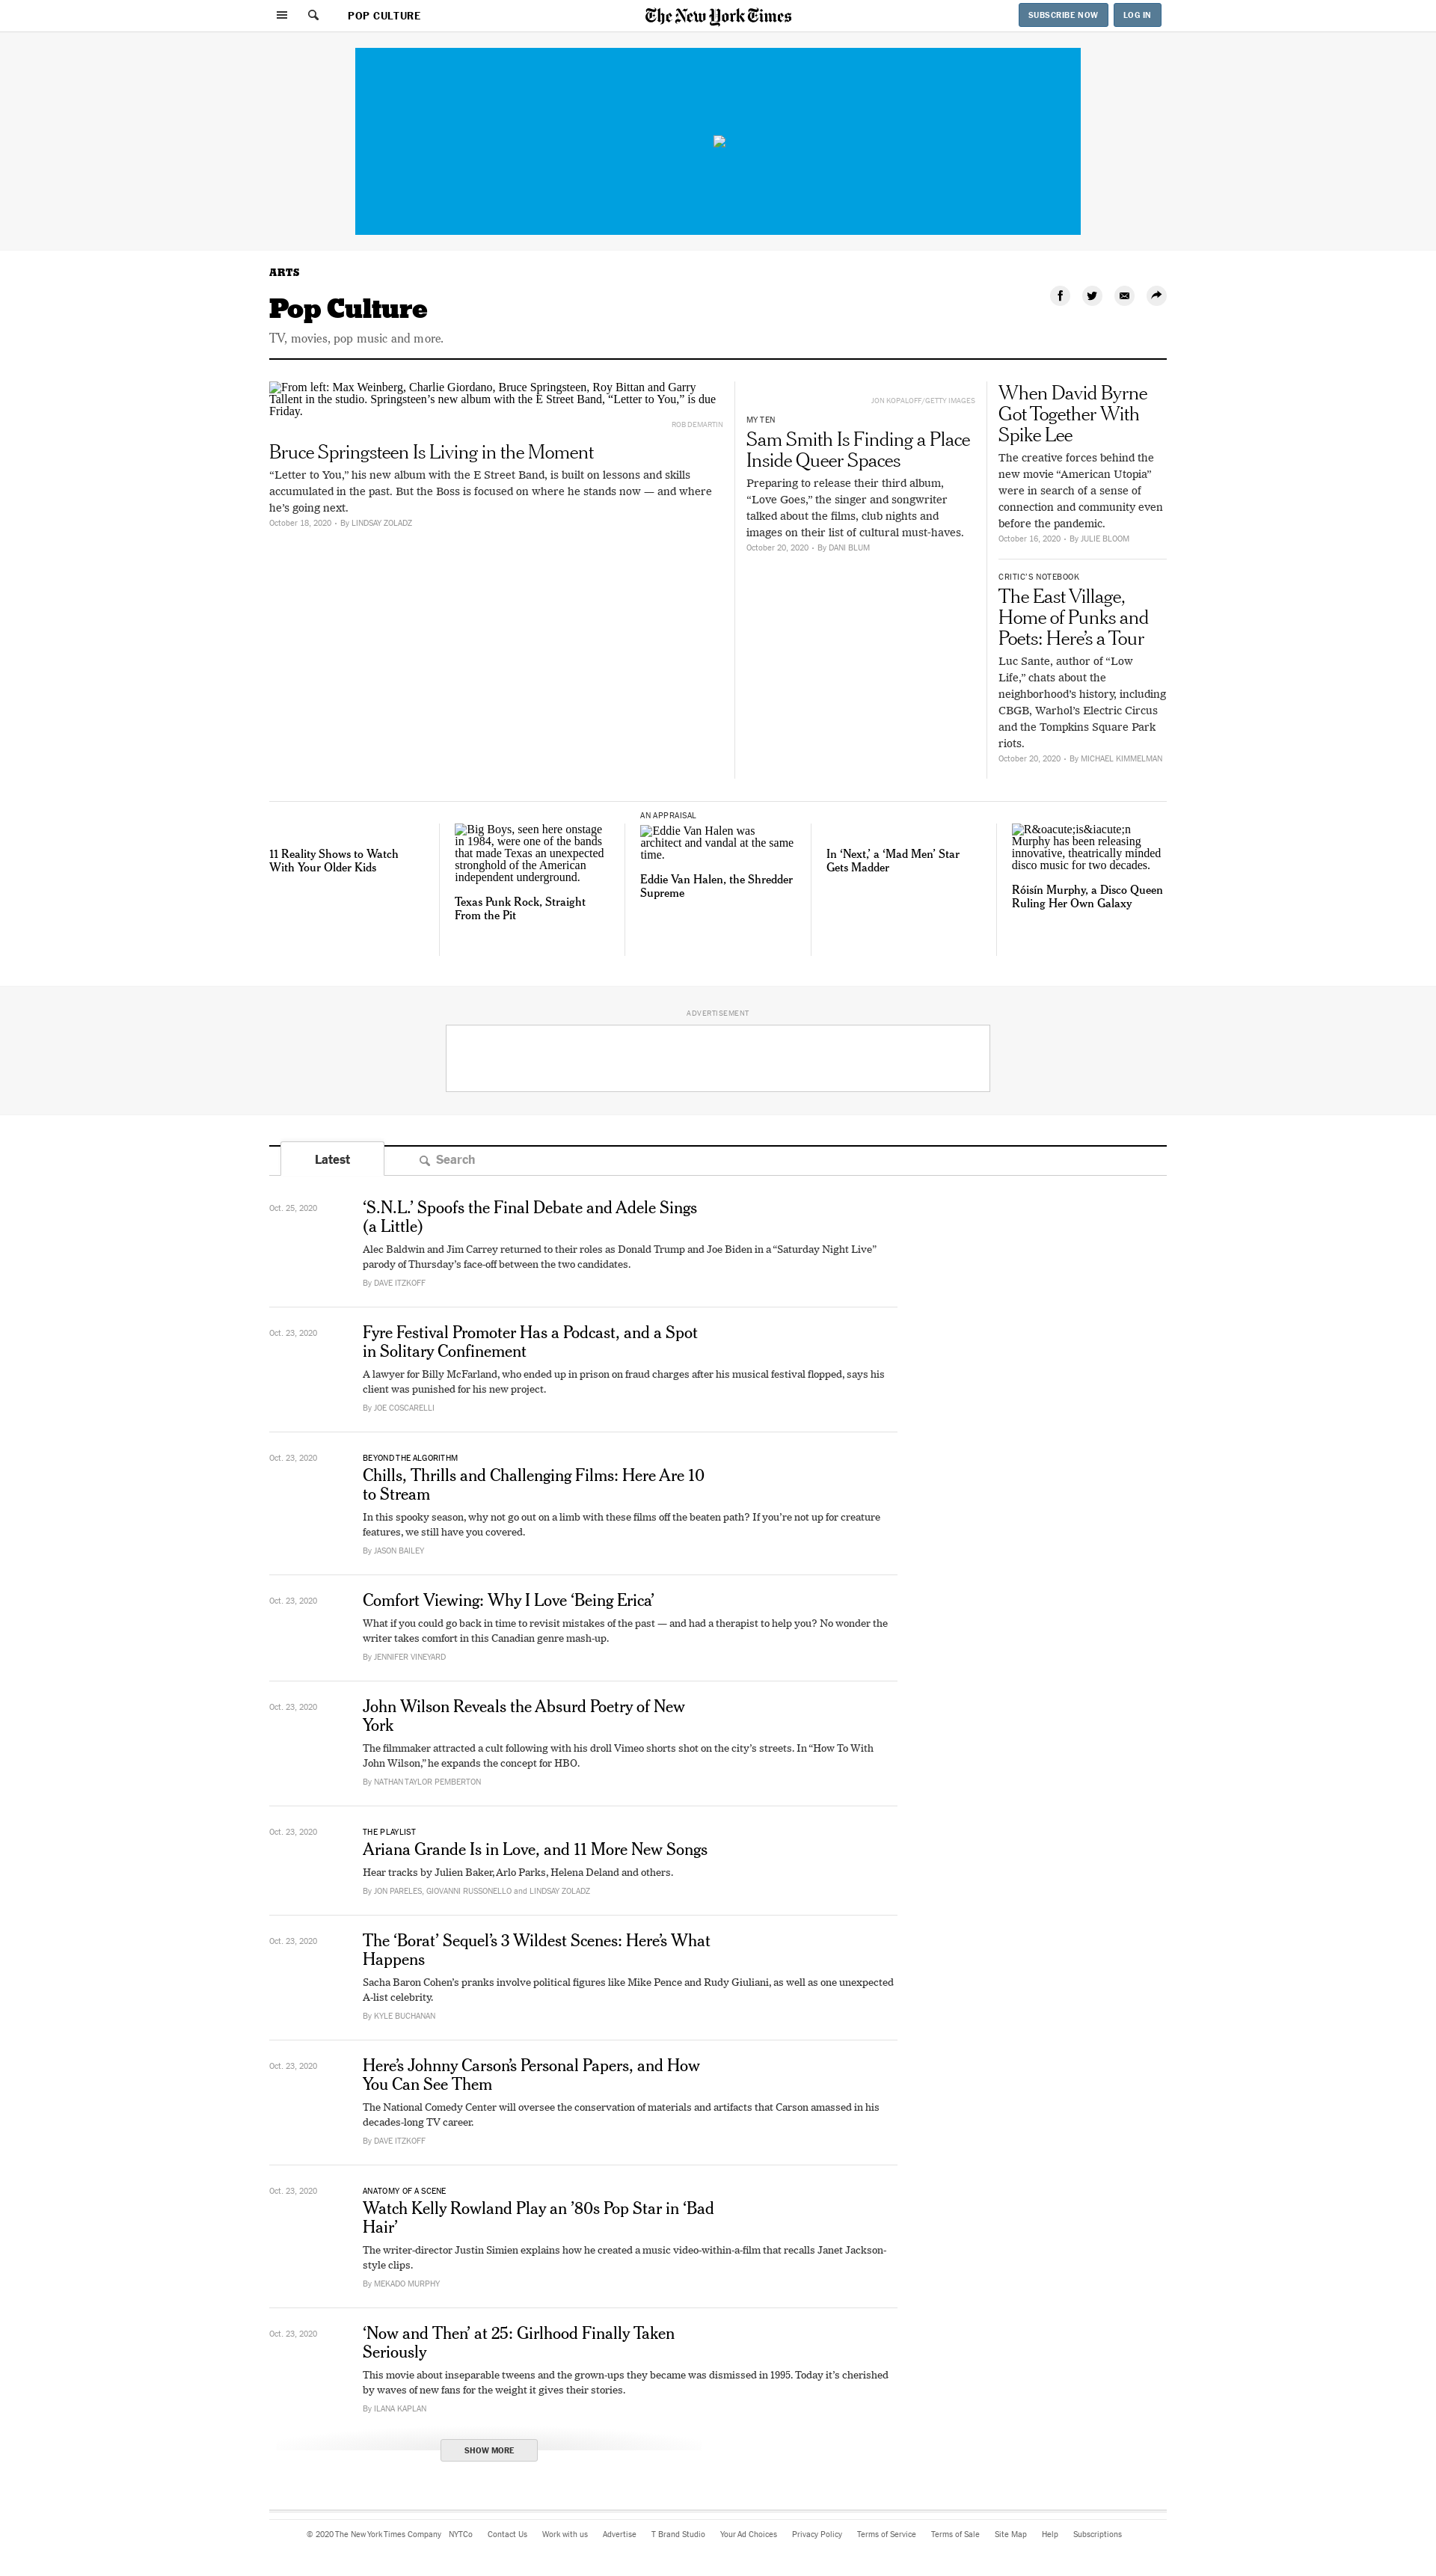 POP CULTURE
The New York Times
SUBSCRIBE NOW
LOG IN
ARTS
Pop Culture
TV, movies, pop music and more.
From left: Max Weinberg, Charlie Giordano, Bruce Springsteen, Roy Bittan and Garry
Tallent in the studio. Springsteen’s new album with the E Street Band, “Letter to You,” is due
Friday.
ROB DEMARTIN
Bruce Springsteen Is Living in the Moment
“Letter to You,” his new album with the E Street Band, is built on lessons and skills
accumulated in the past. But the Boss is focused on where he stands now — and where
he’s going next.
October 18, 2020 • By LINDSAY ZOLADZ
JON KOPALOFF/GETTY IMAGES
MY TEN
Sam Smith Is Finding a Place
Inside Queer Spaces
Preparing to release their third album,
“Love Goes,” the singer and songwriter
talked about the films, club nights and
images on their list of cultural must-haves.
October 20, 2020 • By DANI BLUM
When David Byrne
Got Together With
Spike Lee
The creative forces behind the
new movie “American Utopia”
were in search of a sense of
connection and community even
before the pandemic.
October 16, 2020 • By JULIE BLOOM
CRITIC’S NOTEBOOK
The East Village,
Home of Punks and
Poets: Here’s a Tour
Luc Sante, author of “Low
Life,” chats about the
neighborhood’s history, including
CBGB, Warhol’s Electric Circus
and the Tompkins Square Park
riots.
October 20, 2020 • By MICHAEL KIMMELMAN
11 Reality Shows to Watch
With Your Older Kids
Big Boys, seen here onstage
in 1984, were one of the bands
that made Texas an unexpected
stronghold of the American
independent underground.
Texas Punk Rock, Straight
From the Pit
AN APPRAISAL
Eddie Van Halen was
architect and vandal at the same
time.
Eddie Van Halen, the Shredder
Supreme
In ‘Next,’ a ‘Mad Men’ Star
Gets Madder
R&oacute;is&iacute;n
Murphy has been releasing
innovative, theatrically minded
disco music for two decades.
Róisín Murphy, a Disco Queen
Ruling Her Own Galaxy
ADVERTISEMENT
Latest
Search
Oct. 25, 2020
‘S.N.L.’ Spoofs the Final Debate and Adele Sings
(a Little)
Alec Baldwin and Jim Carrey returned to their roles as Donald Trump and Joe Biden in a “Saturday Night Live”
parody of Thursday’s face-off between the two candidates.
By DAVE ITZKOFF
Oct. 23, 2020
Fyre Festival Promoter Has a Podcast, and a Spot
in Solitary Confinement
A lawyer for Billy McFarland, who ended up in prison on fraud charges after his musical festival flopped, says his
client was punished for his new project.
By JOE COSCARELLI
Oct. 23, 2020
BEYOND THE ALGORITHM
Chills, Thrills and Challenging Films: Here Are 10
to Stream
In this spooky season, why not go out on a limb with these films off the beaten path? If you’re not up for creature
features, we still have you covered.
By JASON BAILEY
Oct. 23, 2020
Comfort Viewing: Why I Love ‘Being Erica’
What if you could go back in time to revisit mistakes of the past — and had a therapist to help you? No wonder the
writer takes comfort in this Canadian genre mash-up.
By JENNIFER VINEYARD
Oct. 23, 2020
John Wilson Reveals the Absurd Poetry of New
York
The filmmaker attracted a cult following with his droll Vimeo shorts shot on the city’s streets. In “How To With
John Wilson,” he expands the concept for HBO.
By NATHAN TAYLOR PEMBERTON
Oct. 23, 2020
THE PLAYLIST
Ariana Grande Is in Love, and 11 More New Songs
Hear tracks by Julien Baker, Arlo Parks, Helena Deland and others.
By JON PARELES, GIOVANNI RUSSONELLO and LINDSAY ZOLADZ
Oct. 23, 2020
The ‘Borat’ Sequel’s 3 Wildest Scenes: Here’s What
Happens
Sacha Baron Cohen’s pranks involve political figures like Mike Pence and Rudy Giuliani, as well as one unexpected
A-list celebrity.
By KYLE BUCHANAN
Oct. 23, 2020
Here’s Johnny Carson’s Personal Papers, and How
You Can See Them
The National Comedy Center will oversee the conservation of materials and artifacts that Carson amassed in his
decades-long TV career.
By DAVE ITZKOFF
Oct. 23, 2020
ANATOMY OF A SCENE
Watch Kelly Rowland Play an ’80s Pop Star in ‘Bad
Hair’
The writer-director Justin Simien explains how he created a music video-within-a-film that recalls Janet Jackson-
style clips.
By MEKADO MURPHY
Oct. 23, 2020
‘Now and Then’ at 25: Girlhood Finally Taken
Seriously
This movie about inseparable tweens and the grown-ups they became was dismissed in 1995. Today it’s cherished
by waves of new fans for the weight it gives their stories.
By ILANA KAPLAN
SHOW MORE
© 2020 The New York Times Company NYTCo Contact Us Work with us Advertise T Brand Studio Your Ad Choices Privacy Policy Terms of Service Terms of Sale Site Map Help Subscriptions